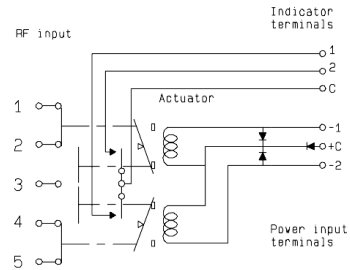 Indicator
terminals
RF input
1
2
C
Actuator
1
2
3
4
5
-1
+C
-2
Power input
terminals